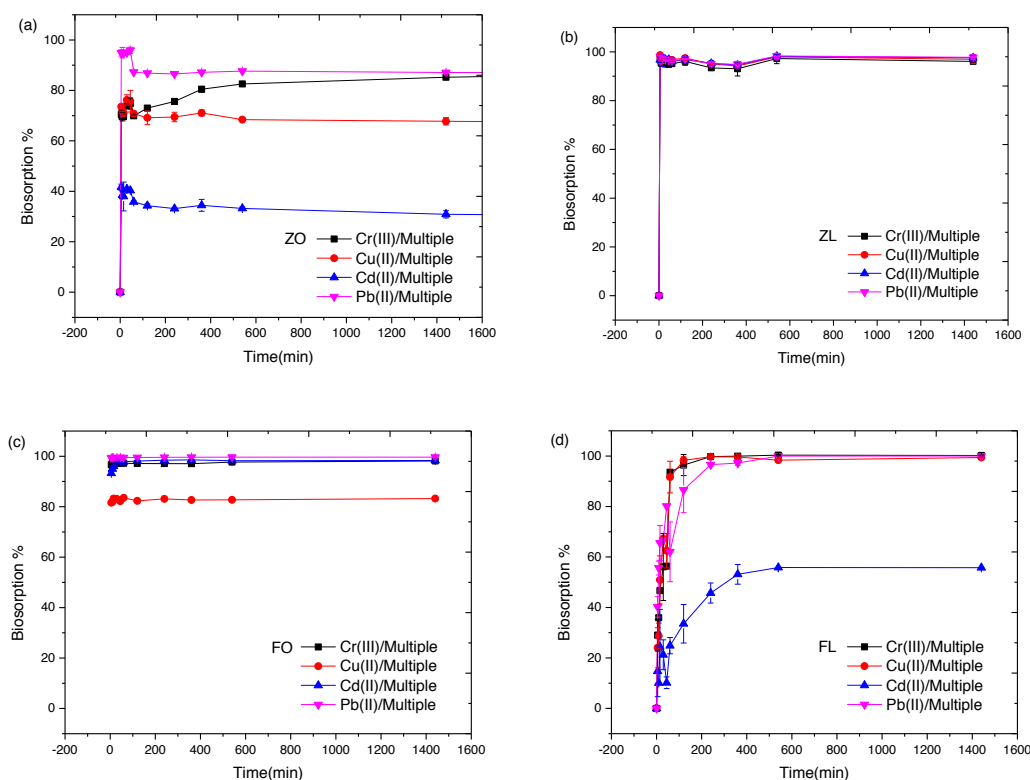 (a)
100
80
60
40
20
0
Biosorption %
ZO
Cr(III)/Multiple
Cu(II)/Multiple
Cd(II)/Multiple
Pb(II)/Multiple
-200 0 200 400 600 800 1000 1200 1400 1600
Time(min)
(b)
100
80
60
40
20
0
Biosorption %
ZL
Cr(III)/Multiple
Cu(II)/Multiple
Cd(II)/Multiple
Pb(II)/Multiple
-200 0 200 400 600 800 1000 1200 1400 1600
Time(min)
(c)
100
80
60
40
20
0
Biosorption %
FO
Cr(III)/Multiple
Cu(II)/Multiple
Cd(II)/Multiple
Pb(II)/Multiple
-200 0 200 400 600 800 1000 1200 1400 1600
Time(min)
(d)
100
80
60
40
20
0
Biosorption %
FL
Cr(III)/Multiple
Cu(II)/Multiple
Cd(II)/Multiple
Pb(II)/Multiple
-400 -200 0 200 400 600 800 1000 1200 1400 1600
Time(min)